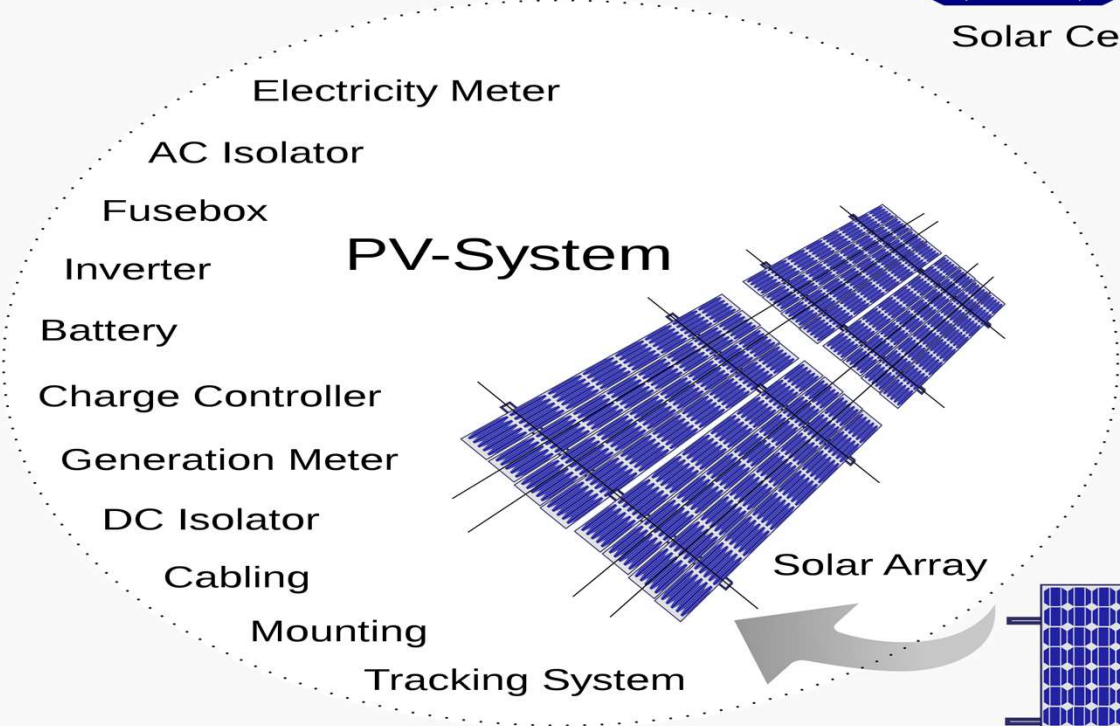 Solar Ce
Electricity Meter
AC Isolator
Fusebox
PV-System
Inverter
Battery
Charge Controller
Generation Meter
DC Isolator
Solar Array
Cabling
Mounting
Tracking System